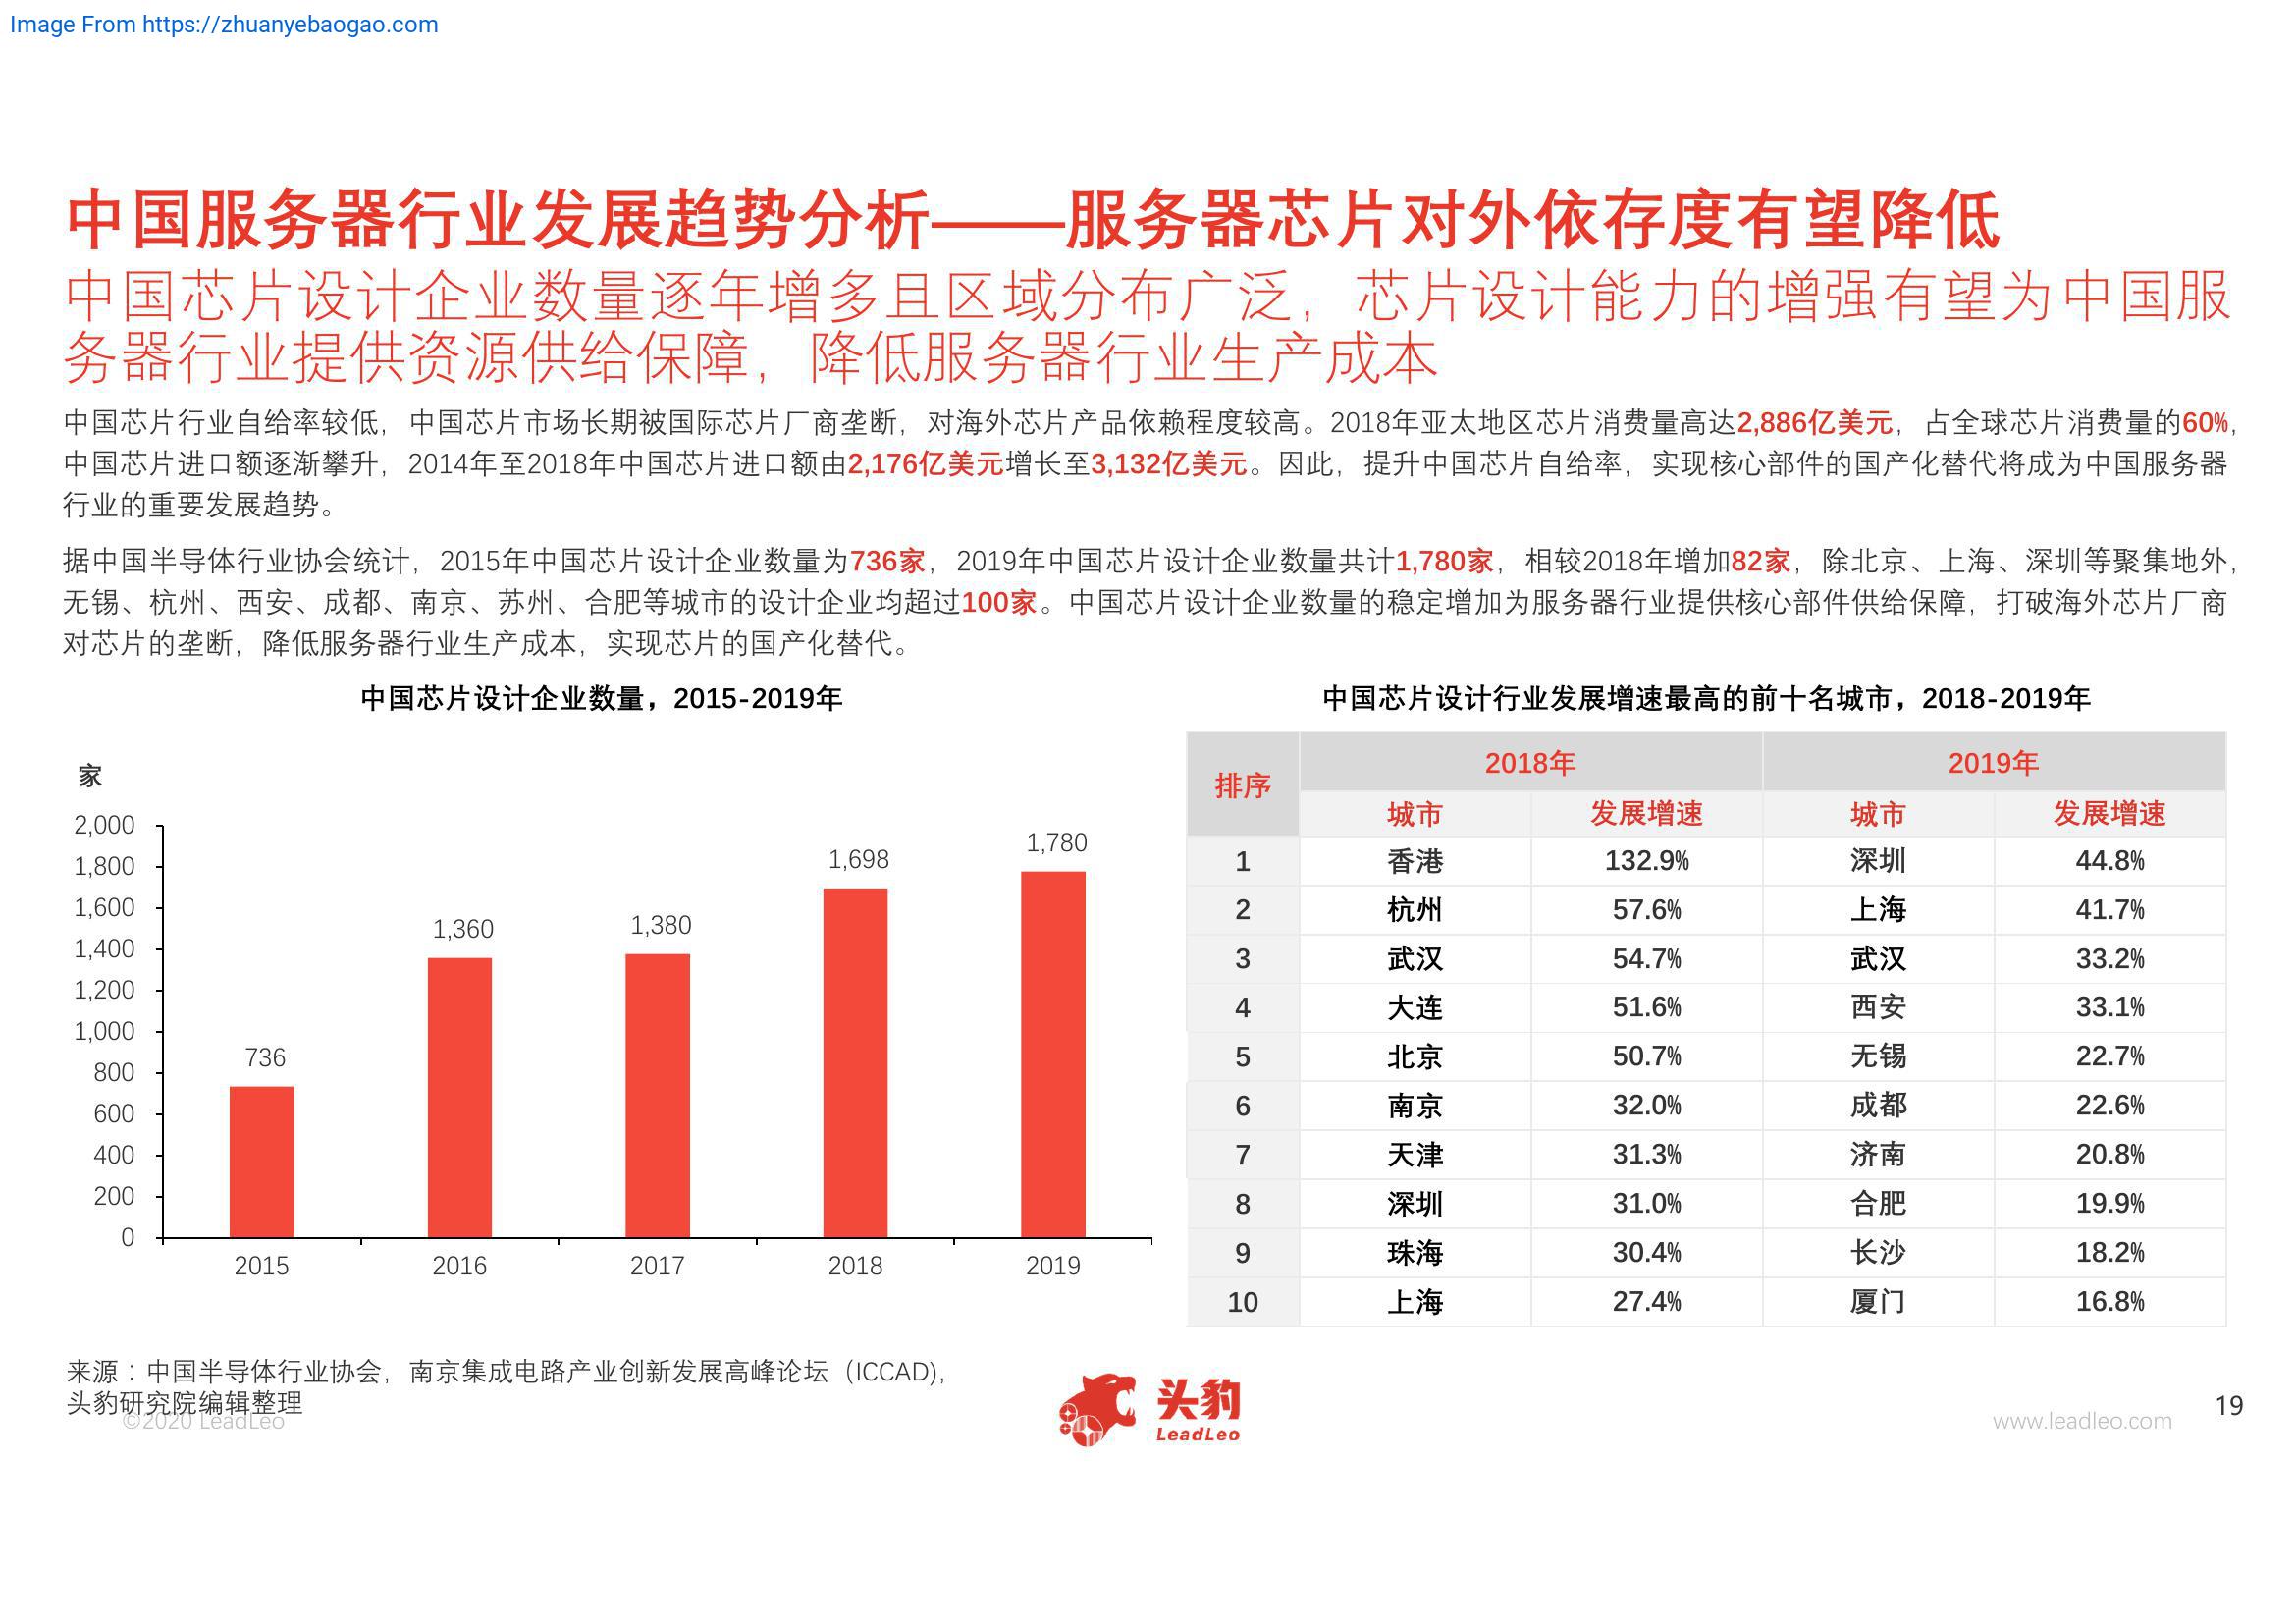 Image From https://zhuanyebaogao.com
中国服务器行业发展趋势分析——服务器芯片对外依存度有望降低
中国芯片设计企业数量逐年增多且区域分布广泛，芯片设计能力的增强有望为中国服
务器行业提供资源供给保障，降低服务器行业生产成本
中国芯片行业自给率较低，中国芯片市场长期被国际芯片厂商垄断，对海外芯片产品依赖程度较高。2018年亚太地区芯片消费量高达2,886亿美元，占全球芯片消费量的60%，
中国芯片进口额逐渐攀升，2014年至2018年中国芯片进口额由2,176亿美元增长至3,132亿美元。因此，提升中国芯片自给率，实现核心部件的国产化替代将成为中国服务器
行业的重要发展趋势。
据中国半导体行业协会统计，2015年中国芯片设计企业数量为736家，2019年中国芯片设计企业数量共计1,780家，相较2018年增加82家，除北京、上海、深圳等聚集地外，
无锡、杭州、西安、成都、南京、苏州、合肥等城市的设计企业均超过100家。中国芯片设计企业数量的稳定增加为服务器行业提供核心部件供给保障，打破海外芯片厂商
对芯片的垄断，降低服务器行业生产成本，实现芯片的国产化替代。
中国芯片设计企业数量，2015-2019年
家
2,000
1,800
1,600
1,400
1,200
1,000
800
600
400
200
0
736
1,360
1,380
1,698
1,780
2015 2016 2017 2018 2019
中国芯片设计行业发展增速最高的前十名城市，2018-2019年
排序 2018年 2019年
城市 发展增速 城市 发展增速
1 香港 132.9% 深圳 44.8%
2 杭州 57.6% 上海 41.7%
3 武汉 54.7% 武汉 33.2%
4 大连 51.6% 西安 33.1%
5 北京 50.7% 无锡 22.7%
6 南京 32.0% 成都 22.6%
7 天津 31.3% 济南 20.8%
8 深圳 31.0% 合肥 19.9%
9 珠海 30.4% 长沙 18.2%
10 上海 27.4% 厦门 16.8%
来源：中国半导体行业协会，南京集成电路产业创新发展高峰论坛（ICCAD),
头豹研究院编辑整理
©2020 LeadLeo
头豹
LeadLeo
www.leadleo.com
19